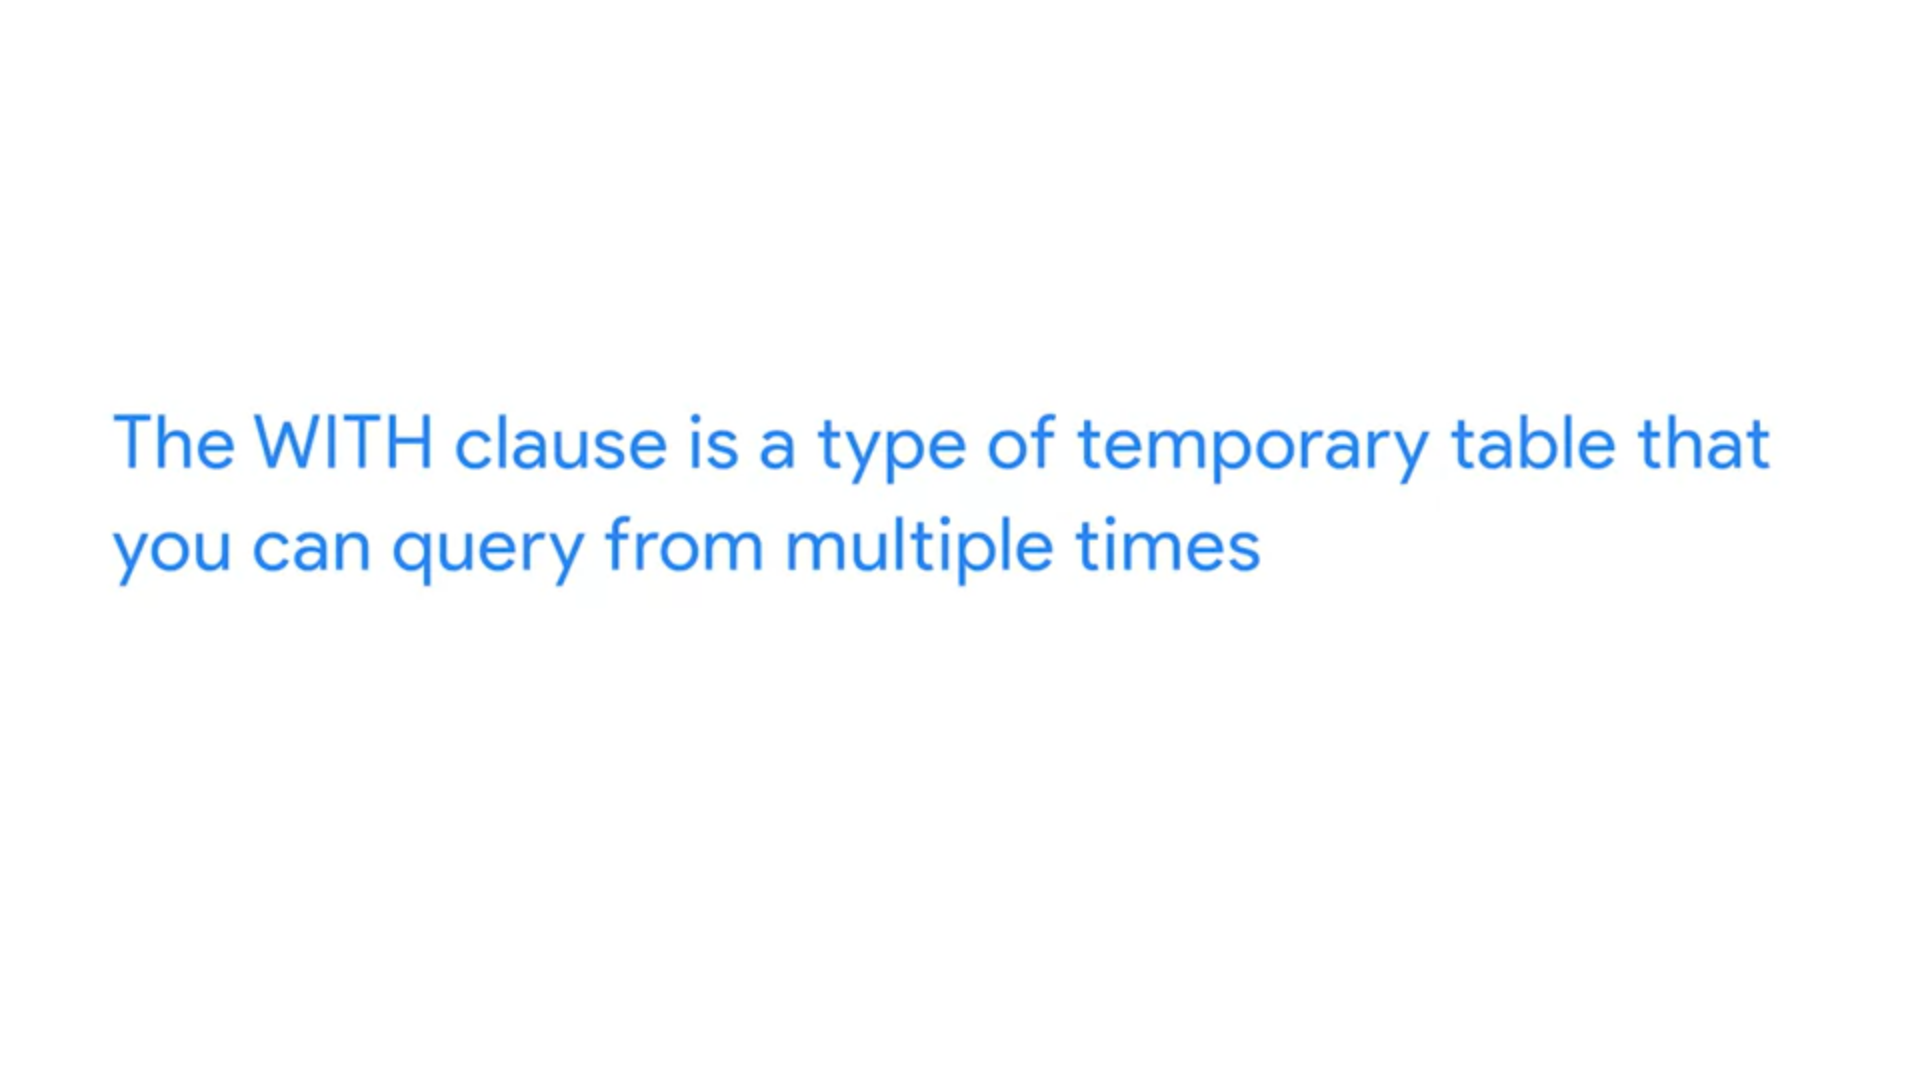 The WITH clause is a type of temporary table that
you can query from multiple times